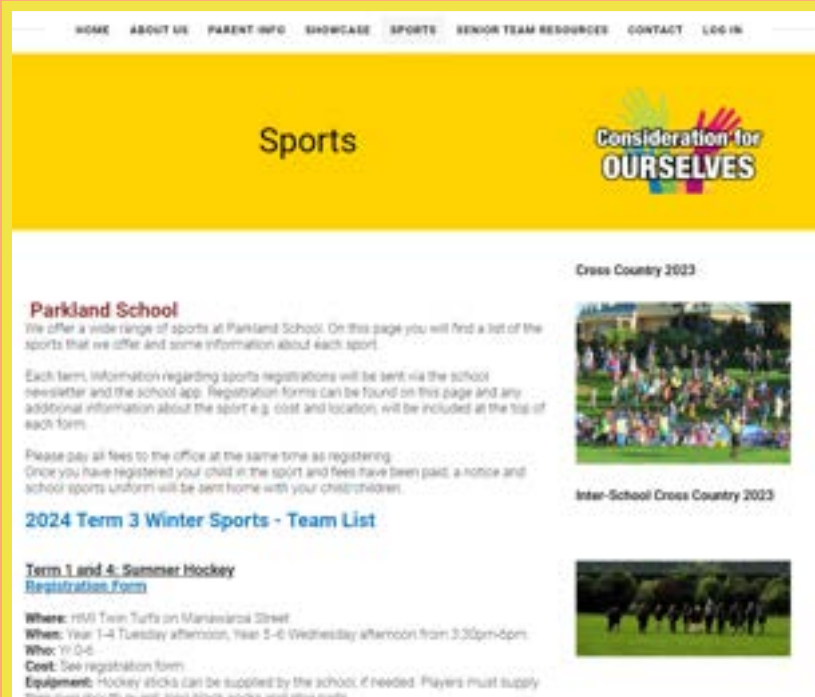 HOME ABOUT US PARENT INFO SHOWCASE SPORTS SENIOR TEAM RESOURCES CONTACT LOG IN
Sports
Consideration for
OURSELVES
Cross Country 2023
Parkland School
We offer a wide range of sports at Parkland School. On this page you will find a list of the
sports that we offer and some information about each sport.
Each term, information regarding sports registrations will be sent via the school
newsletter and the school app. Registration forms can be found on this page and any
additional information about the sport e.g. cost and location, will be included at the top of
each form.
Please pay all fees to the office at the same time as registering.
Once you have registered your child in the sport and fees have been paid, a notice and
school sports uniform will be sent home with your child/children.
Inter-School Cross Country 2023
2024 Term 3 Winter Sports - Team List
Term 1 and 4: Summer Hockey
Registration Form
Where: HMI Twin Turfs on Manawaroa Street
When: Year 1-4 Tuesday afternoon, Year 5-6 Wednesday afternoon from 3:30pm-6pm.
Who: Yr 0-6
Cost: See registration form
Equipment: Hockey sticks can be supplied by the school, if needed. Players must supply